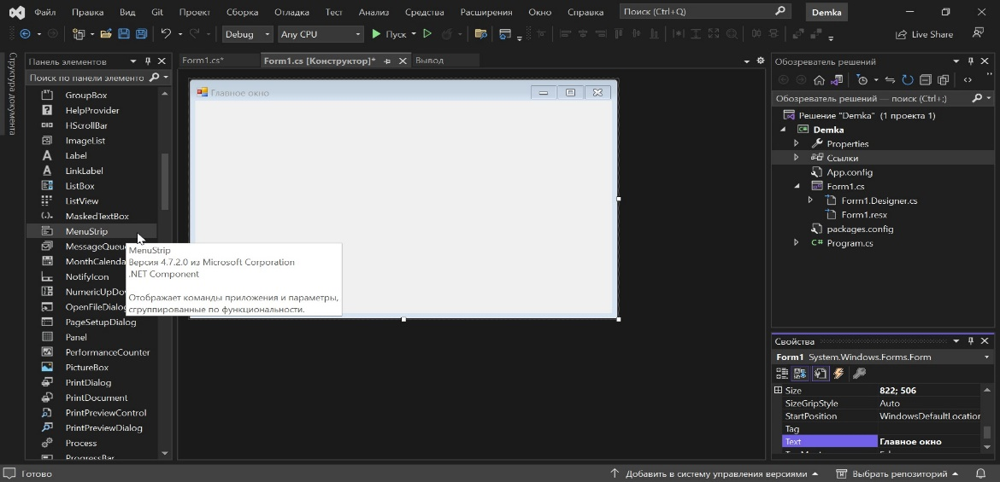 Файл Правка Вид Git Проект Сборка Отладка Тест Анализ Средства Расширения Окно Справка Поиск (Ctrl+Q) Demka
Debug Any CPU Пуск Live Share
Структура документа
Панель элементов
Поиск по панели элементо
GroupBox
HelpProvider
HScrollBar
ImageList
Label
LinkLabel
ListBox
ListView
MaskedTextBox
MenuStrip
MessageQueu
MonthCalenda
NotifyIcon
NumericUpDo
OpenFileDialo
PageSetupDialog
Panel
PerformanceCounter
PictureBox
PrintDialog
PrintDocument
PrintPreviewControl
PrintPreviewDialog
Process
ProgressBar
Form1.cs* Form1.cs [Конструктор]* Вывод
Главное окно
MenuStrip
Версия 4.7.2.0 из Microsoft Corporation
.NET Component
Отображает команды приложения и параметры,
сгруппированные по функциональности.
Обозреватель решений
Обозреватель решений — поиск (Ctrl+;)
Решение "Demka" (1 проекта 1)
Demka
Properties
Ссылки
App.config
Form1.cs
Form1.Designer.cs
Form1.resx
packages.config
C# Program.cs
Свойства
Form1 System.Windows.Forms.Form
Size 822; 506
SizeGripStyle Auto
StartPosition WindowsDefaultLocation
Tag
Text Главное окно
Готово
Добавить в систему управления версиями Выбрать репозиторий